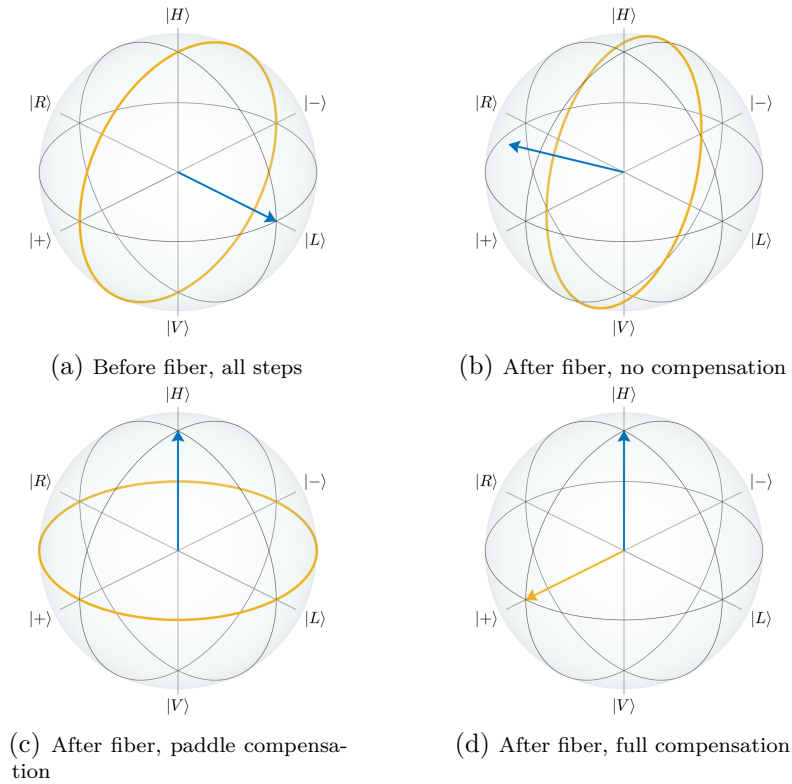 |H⟩
|H⟩
|R⟩
|−⟩
|R⟩
|−⟩
|+⟩
|L⟩
|+⟩
|L⟩
|V⟩
|V⟩
(a) Before fiber, all steps
(b) After fiber, no compensation
|H⟩
|H⟩
|R⟩
|−⟩
|R⟩
|−⟩
|+⟩
|L⟩
|+⟩
|L⟩
|V⟩
|V⟩
(c) After fiber, paddle compensa-
tion
(d) After fiber, full compensation